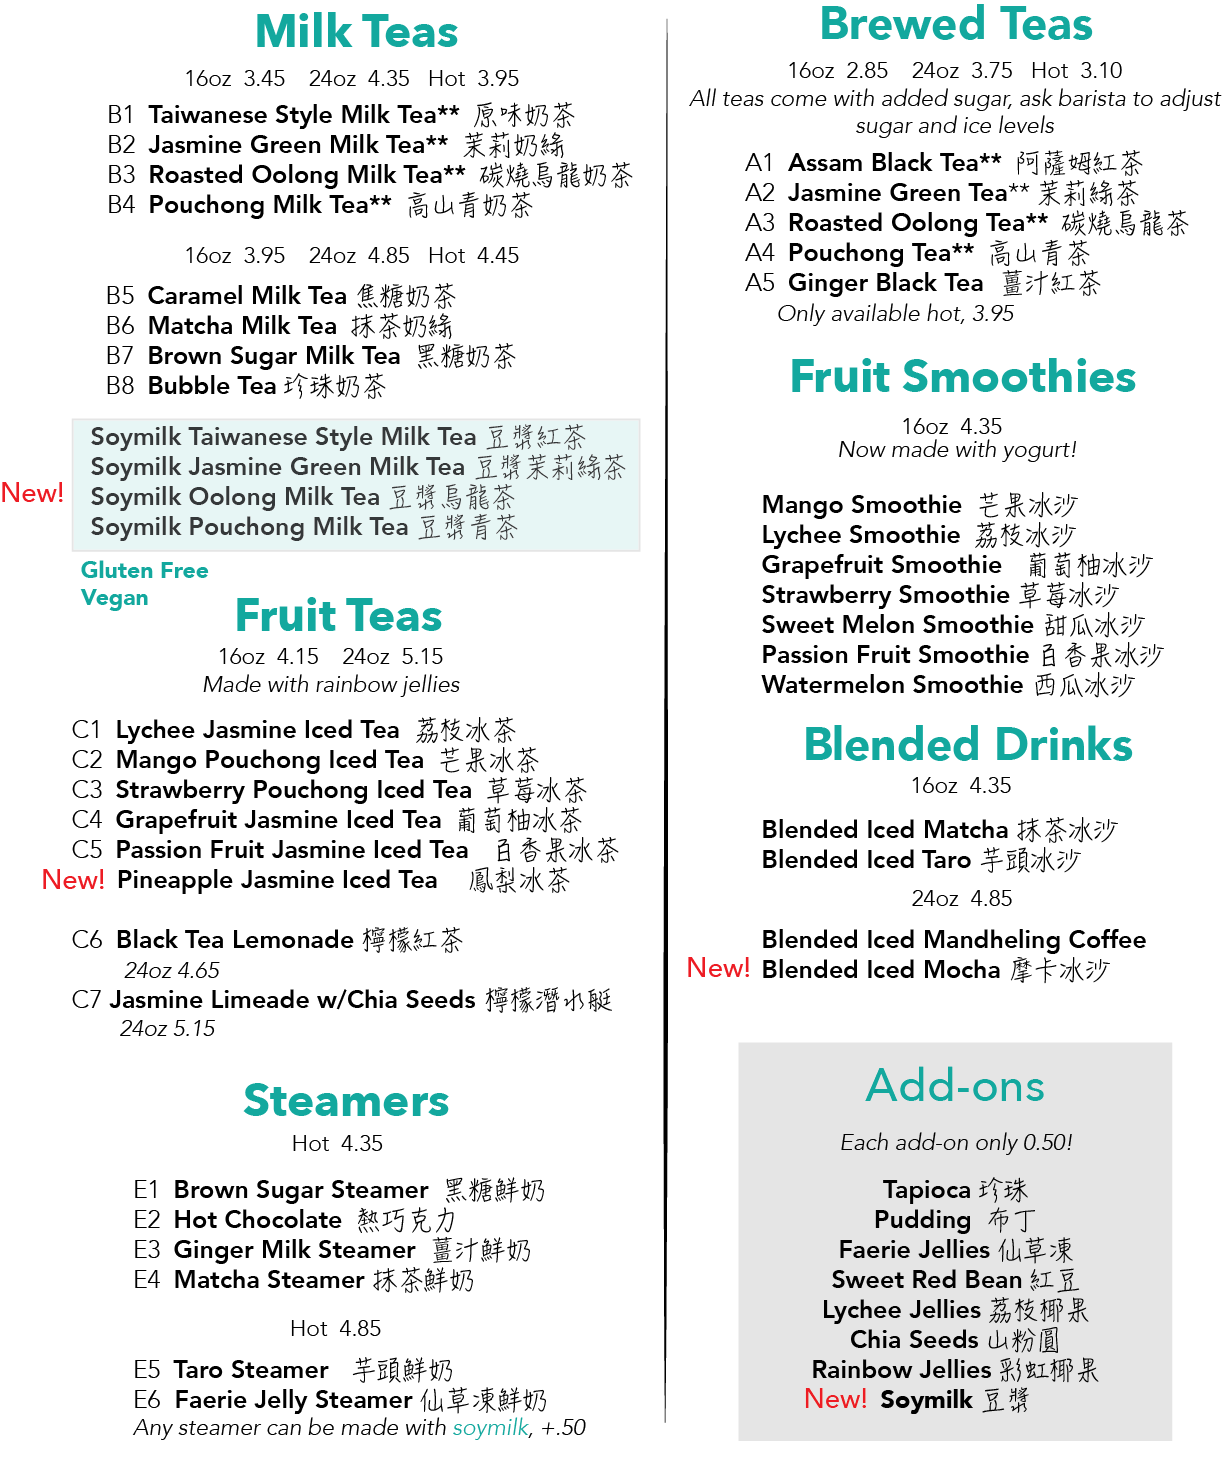 Milk Teas
16oz 3.45 24oz 4.35 Hot 3.95
B1 Taiwanese Style Milk Tea** 原味奶茶
B2 Jasmine Green Milk Tea** 茉莉奶綠
B3 Roasted Oolong Milk Tea** 碳燒烏龍奶茶
B4 Pouchong Milk Tea** 高山青奶茶
16oz 3.95 24oz 4.85 Hot 4.45
B5 Caramel Milk Tea 焦糖奶茶
B6 Matcha Milk Tea 抹茶奶綠
B7 Brown Sugar Milk Tea 黑糖奶茶
B8 Bubble Tea 珍珠奶茶
Soymilk Taiwanese Style Milk Tea 豆漿紅茶
Soymilk Jasmine Green Milk Tea 豆漿茉莉綠茶
New! Soymilk Oolong Milk Tea 豆漿烏龍茶
Soymilk Pouchong Milk Tea 豆漿青茶
Gluten Free
Vegan
Fruit Teas
16oz 4.15 24oz 5.15
Made with rainbow jellies
C1 Lychee Jasmine Iced Tea 荔枝冰茶
C2 Mango Pouchong Iced Tea 芒果冰茶
C3 Strawberry Pouchong Iced Tea 草莓冰茶
C4 Grapefruit Jasmine Iced Tea 葡萄柚冰茶
C5 Passion Fruit Jasmine Iced Tea 百香果冰茶
New! Pineapple Jasmine Iced Tea 鳳梨冰茶
C6 Black Tea Lemonade 檸檬紅茶
24oz 4.65
C7 Jasmine Limeade w/Chia Seeds 檸檬潛水艇
24oz 5.15
Steamers
Hot 4.35
E1 Brown Sugar Steamer 黑糖鮮奶
E2 Hot Chocolate 熱巧克力
E3 Ginger Milk Steamer 薑汁鮮奶
E4 Matcha Steamer 抹茶鮮奶
Hot 4.85
E5 Taro Steamer 芋頭鮮奶
E6 Faerie Jelly Steamer 仙草凍鮮奶
Any steamer can be made with soymilk, +.50
Brewed Teas
16oz 2.85 24oz 3.75 Hot 3.10
All teas come with added sugar, ask barista to adjust
sugar and ice levels
A1 Assam Black Tea** 阿薩姆紅茶
A2 Jasmine Green Tea** 茉莉綠茶
A3 Roasted Oolong Tea** 碳燒烏龍茶
A4 Pouchong Tea** 高山青茶
A5 Ginger Black Tea 薑汁紅茶
Only available hot, 3.95
Fruit Smoothies
16oz 4.35
Now made with yogurt!
Mango Smoothie 芒果冰沙
Lychee Smoothie 荔枝冰沙
Grapefruit Smoothie 葡萄柚冰沙
Strawberry Smoothie 草莓冰沙
Sweet Melon Smoothie 甜瓜冰沙
Passion Fruit Smoothie 百香果冰沙
Watermelon Smoothie 西瓜冰沙
Blended Drinks
16oz 4.35
Blended Iced Matcha 抹茶冰沙
Blended Iced Taro 芋頭冰沙
24oz 4.85
Blended Iced Mandheling Coffee
New! Blended Iced Mocha 摩卡冰沙
Add-ons
Each add-on only 0.50!
Tapioca 珍珠
Pudding 布丁
Faerie Jellies 仙草凍
Sweet Red Bean 紅豆
Lychee Jellies 荔枝椰果
Chia Seeds 山粉圓
Rainbow Jellies 彩虹椰果
New! Soymilk 豆漿